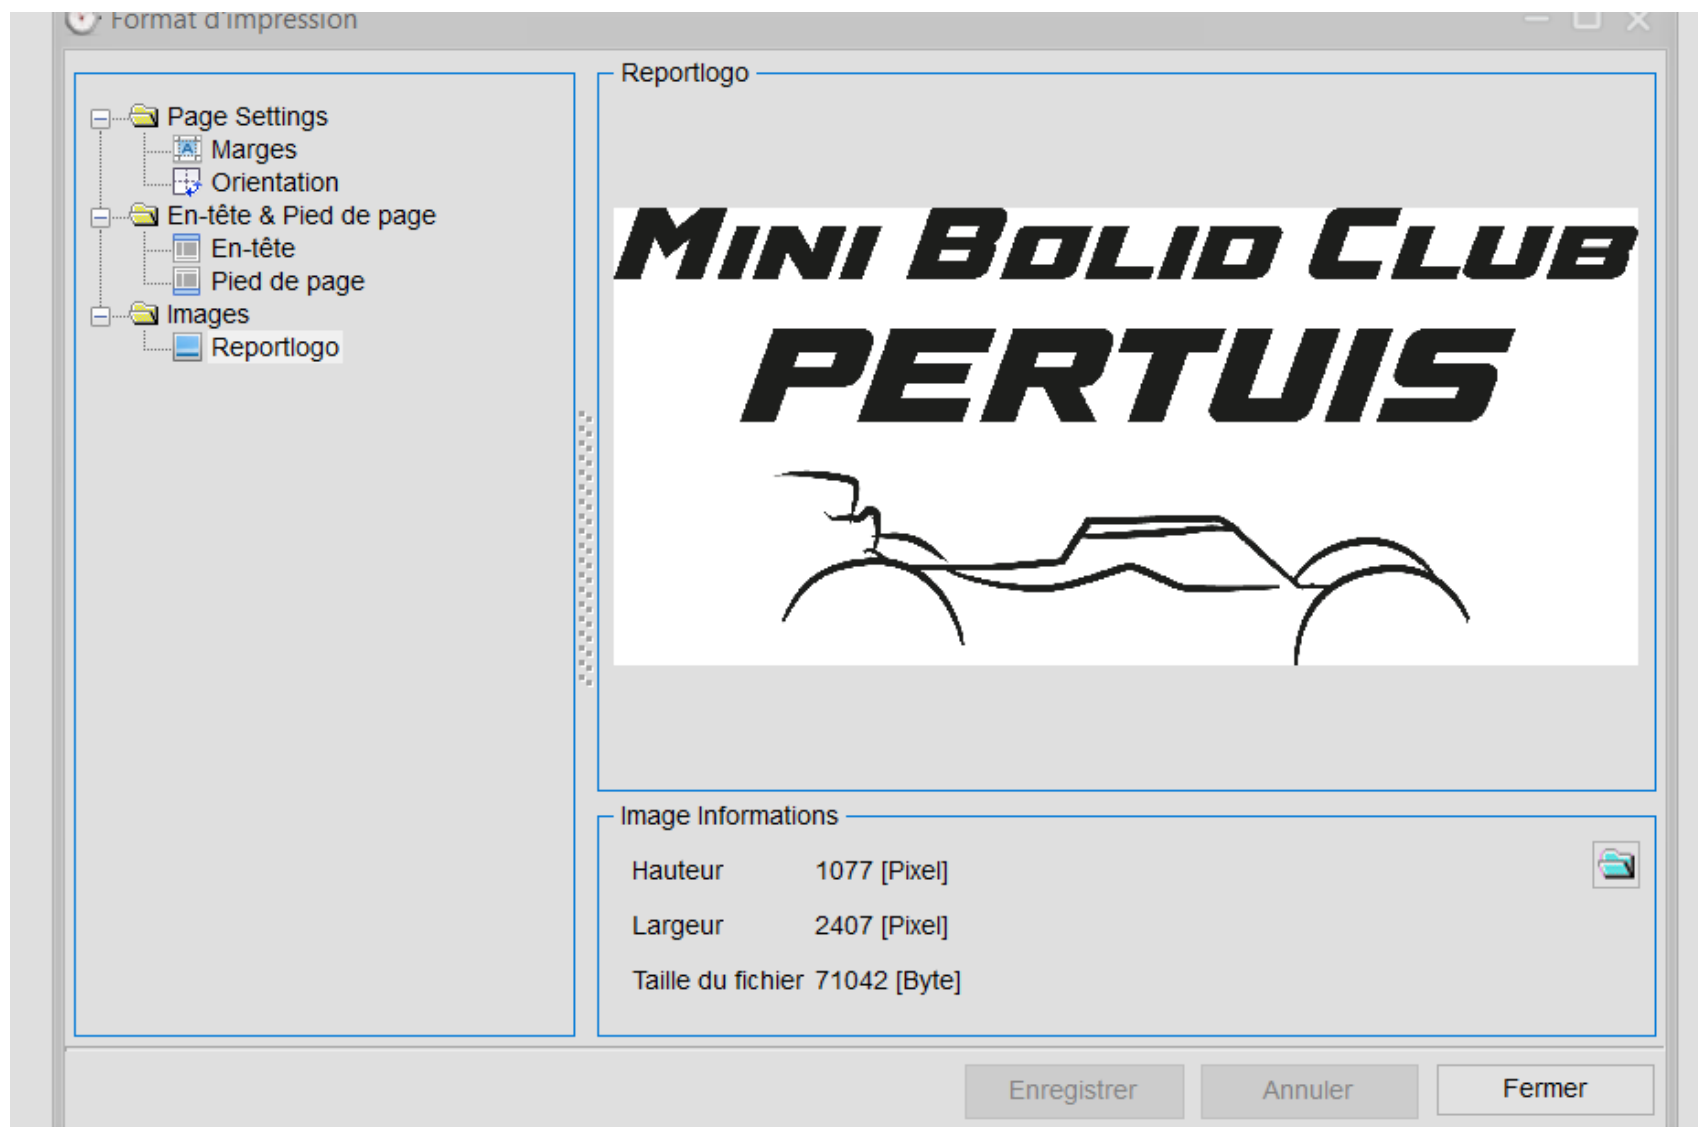 Format d'impression
Page Settings
Marges
Orientation
En-tête & Pied de page
En-tête
Pied de page
Images
Reportlogo
Reportlogo
MINI BOLID CLUB
PERTUIS
Image Informations
Hauteur 1077 [Pixel]
Largeur 2407 [Pixel]
Taille du fichier 71042 [Byte]
Enregistrer Annuler Fermer